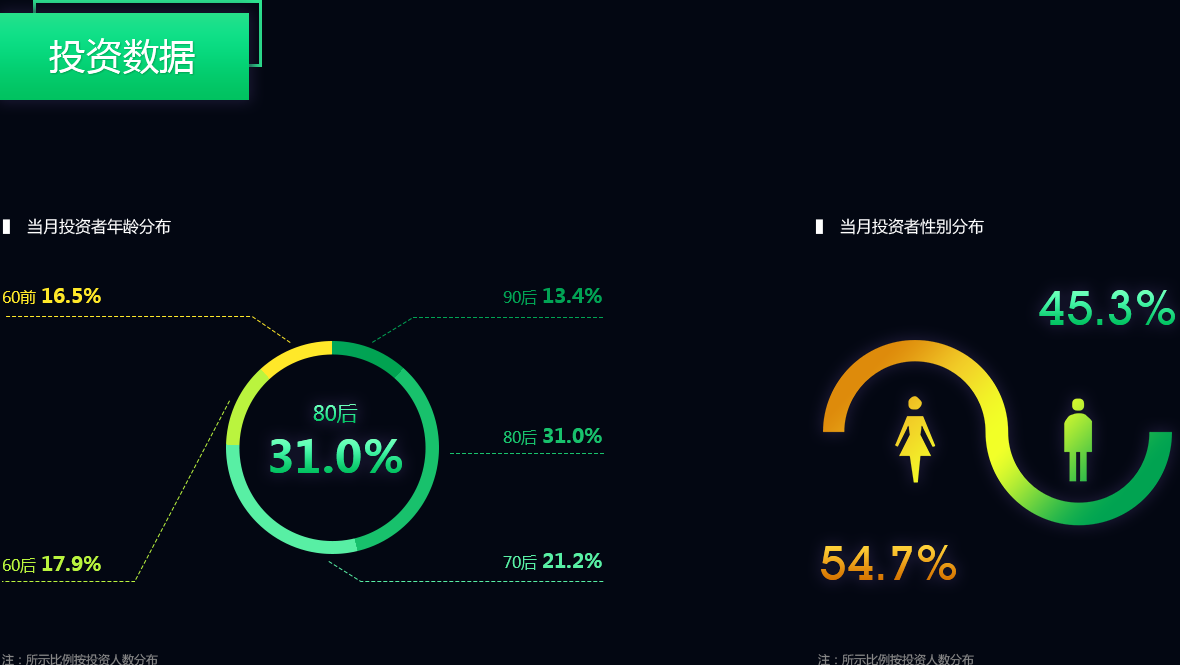 投资数据
当月投资者年龄分布
60前 16.5%
90后 13.4%
80后
31.0%
80后 31.0%
60后 17.9%
70后 21.2%
注：所示比例按投资人数分布
当月投资者性别分布
45.3%
54.7%
注：所示比例按投资人数分布